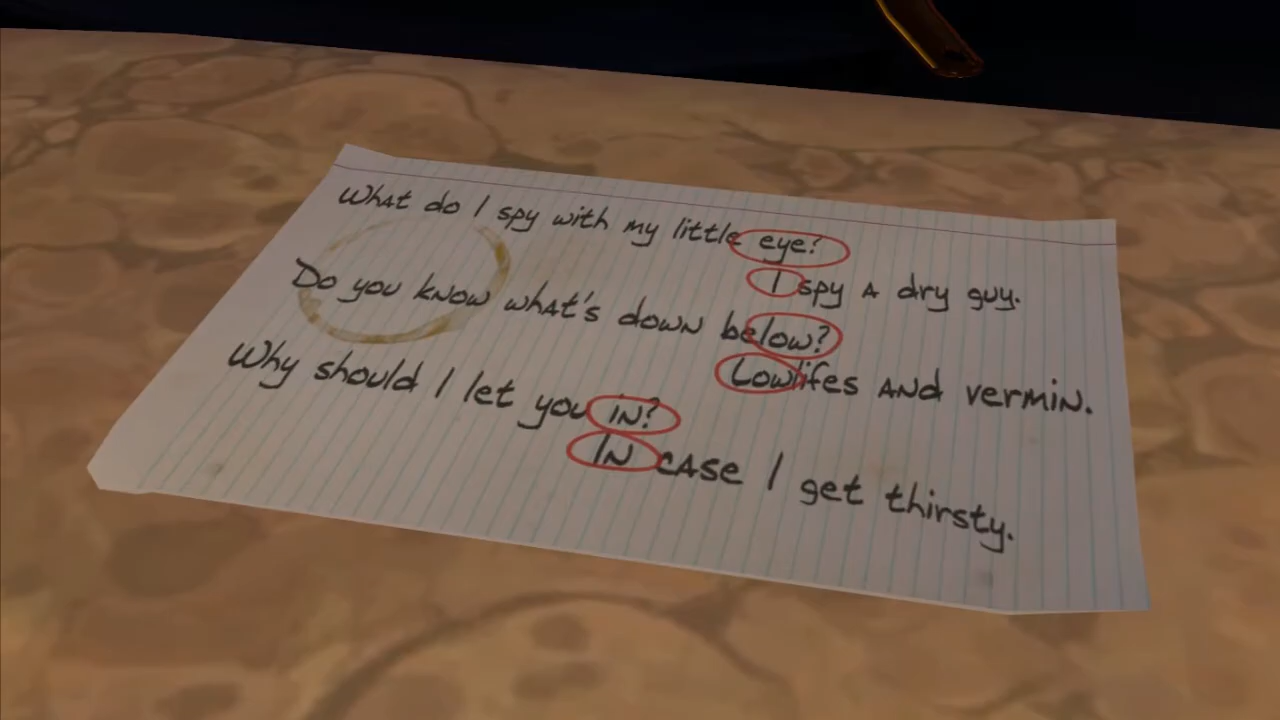 What do I spy with my little eye?
I spy a dry guy.
Do you know what's down below?
Lowlifes and vermin.
Why should I let you in?
In case I get thirsty.